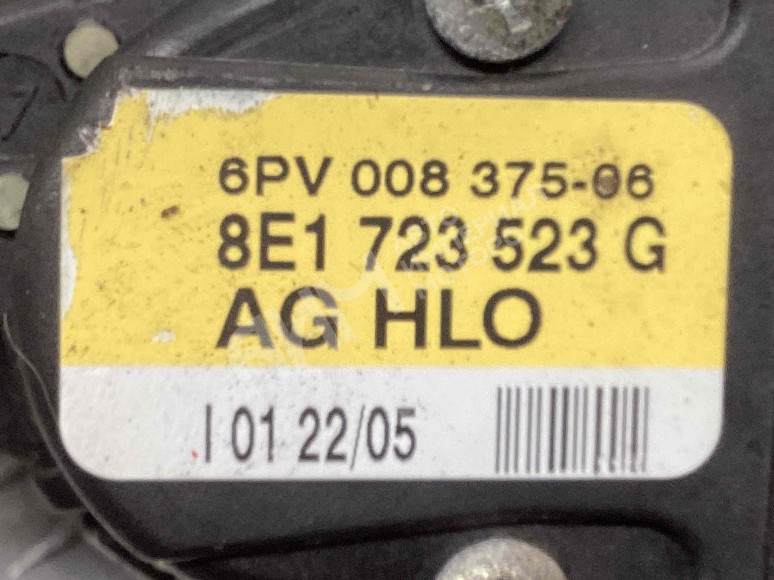 6PV 008 375-06
8E1 723 523 G
AG HLO
I 01 22/05